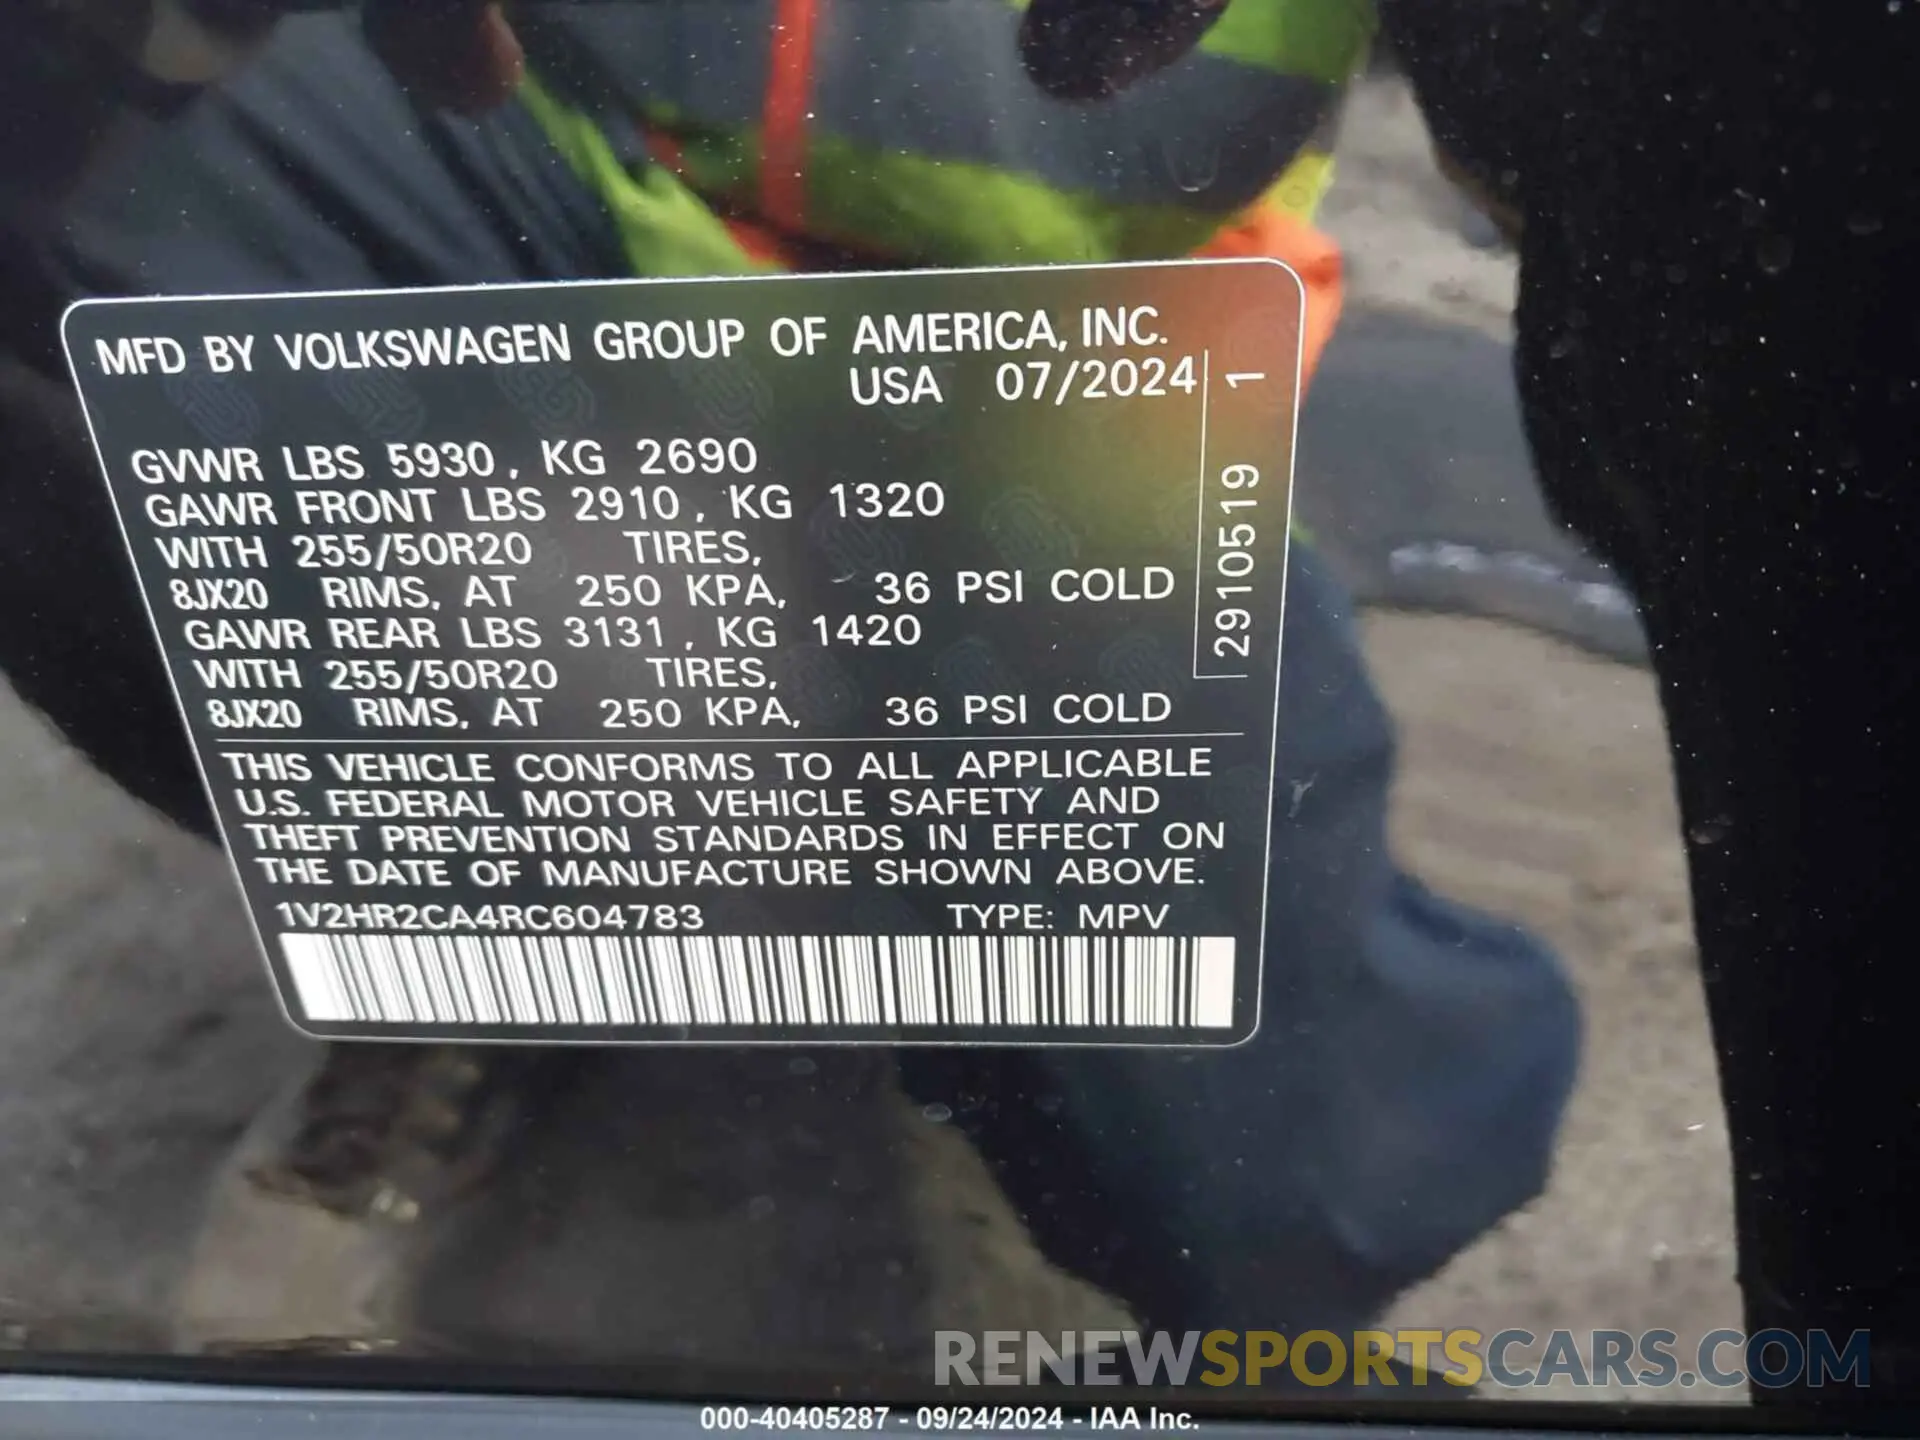 MFD BY VOLKSWAGEN GROUP OF AMERICA, INC.
USA 07/2024
GVWR LBS 5930, KG 2690
GAWR FRONT LBS 2910, KG 1320
WITH 255/50R20 TIRES,
8JX20 RIMS, AT 250 KPA, 36 PSI COLD
GAWR REAR LBS 3131, KG 1420
WITH 255/50R20 TIRES,
8JX20 RIMS, AT 250 KPA, 36 PSI COLD
2910519 1
THIS VEHICLE CONFORMS TO ALL APPLICABLE
U.S. FEDERAL MOTOR VEHICLE SAFETY AND
THEFT PREVENTION STANDARDS IN EFFECT ON
THE DATE OF MANUFACTURE SHOWN ABOVE.
1V2HR2CA4RC604783 TYPE: MPV
RENEWSPORTSCARS.COM
000-40405287 - 09/24/2024 - IAA Inc.